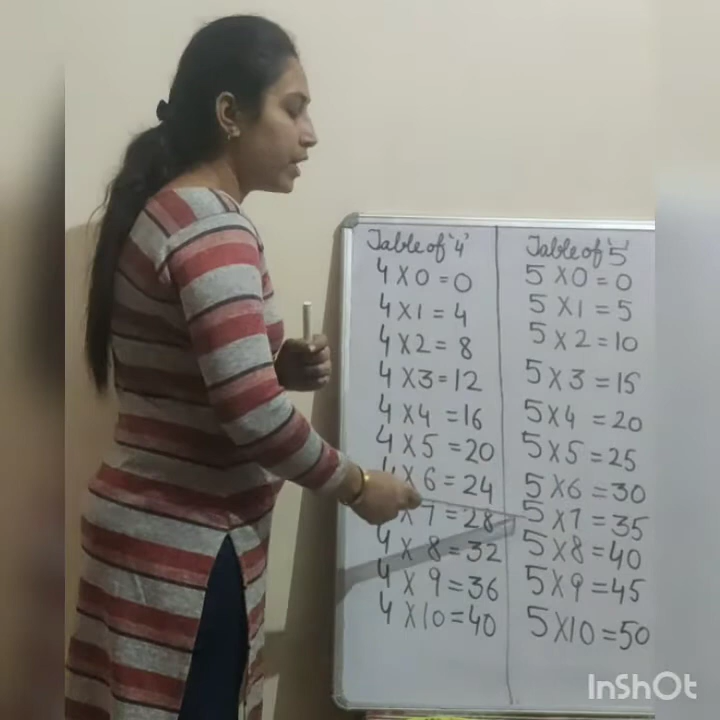 Table of '4'
4 X 0 = 0
4 X 1 = 4
4 X 2 = 8
4 X 3 = 12
4 X 4 = 16
4 X 5 = 20
4 X 6 = 24
X 7 = 28
4 X 8 = 32
4 X 9 = 36
4 X 10 = 40
Table of '5'
5 X 0 = 0
5 X 1 = 5
5 X 2 = 10
5 X 3 = 15
5 X 4 = 20
5 X 5 = 25
5 X 6 = 30
5 X 7 = 35
5 X 8 = 40
5 X 9 = 45
5 X 10 = 50
InShOt